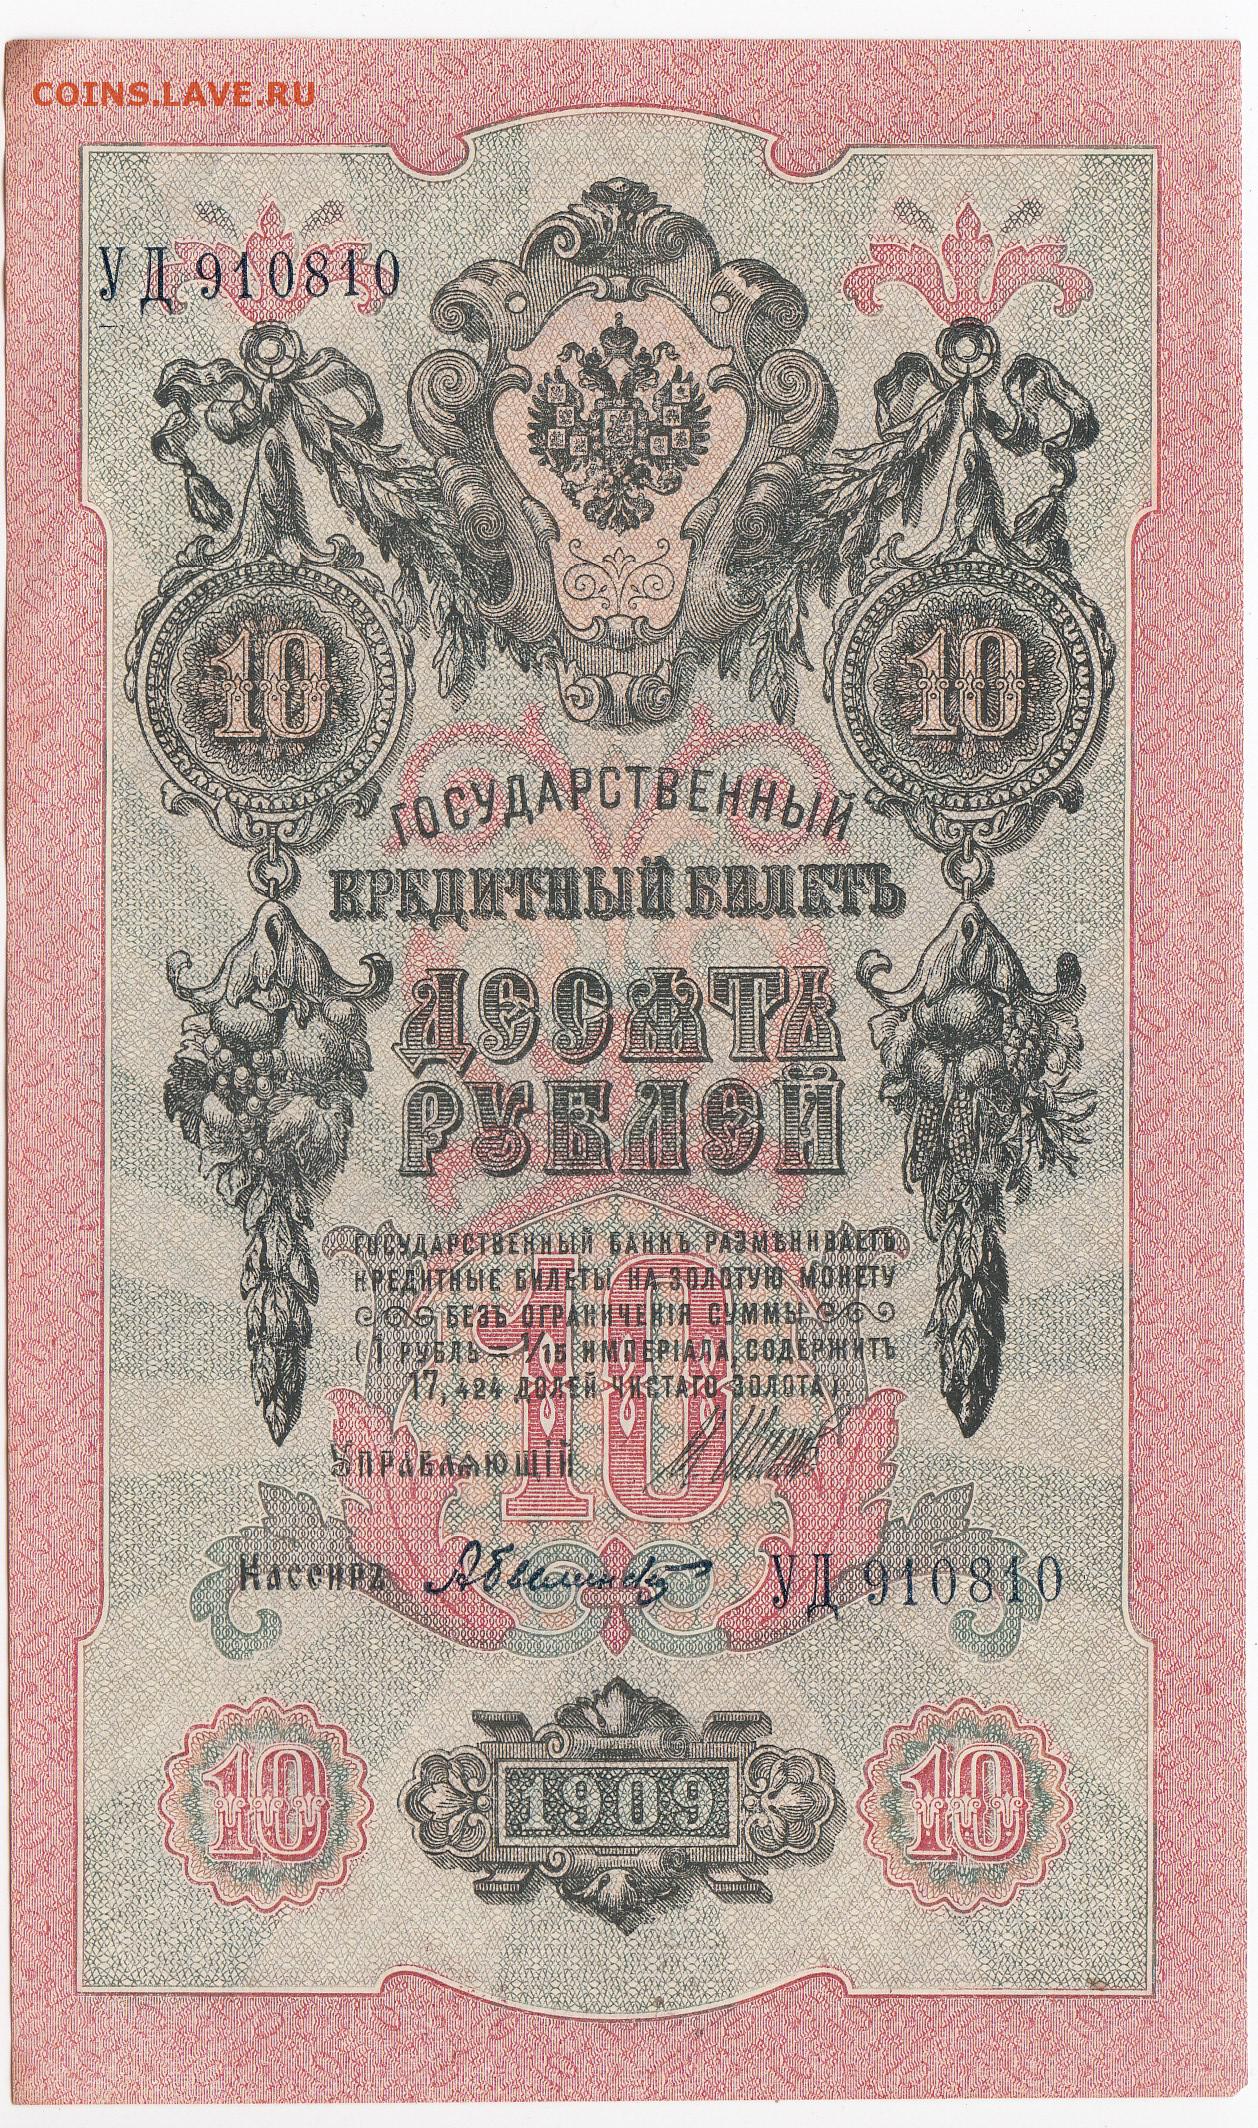 COINS.LAVE.RU
УД 910810
10
10
ГОСУДАРСТВЕННЫЙ
КРЕДИТНЫЙ БИЛЕТЪ
ДЕСЯТЬ
РУБЛЕЙ
ГОСУДАРСТВЕННЫЙ БАНКЪ РАЗМѢНИВАЕТЪ
КРЕДИТНЫЕ БИЛЕТЫ НА ЗОЛОТУЮ МОНЕТУ
БЕЗЪ ОГРАНИЧЕНІЯ СУММЫ
(1 РУБЛЬ = 1/15 ИМПЕРІАЛА, СОДЕРЖИТЪ
17,424 ДОЛЕЙ ЧИСТАГО ЗОЛОТА).
10
УПРАВЛЯЮЩІЙ
КАССИРЪ
УД 910810
10
1909
10